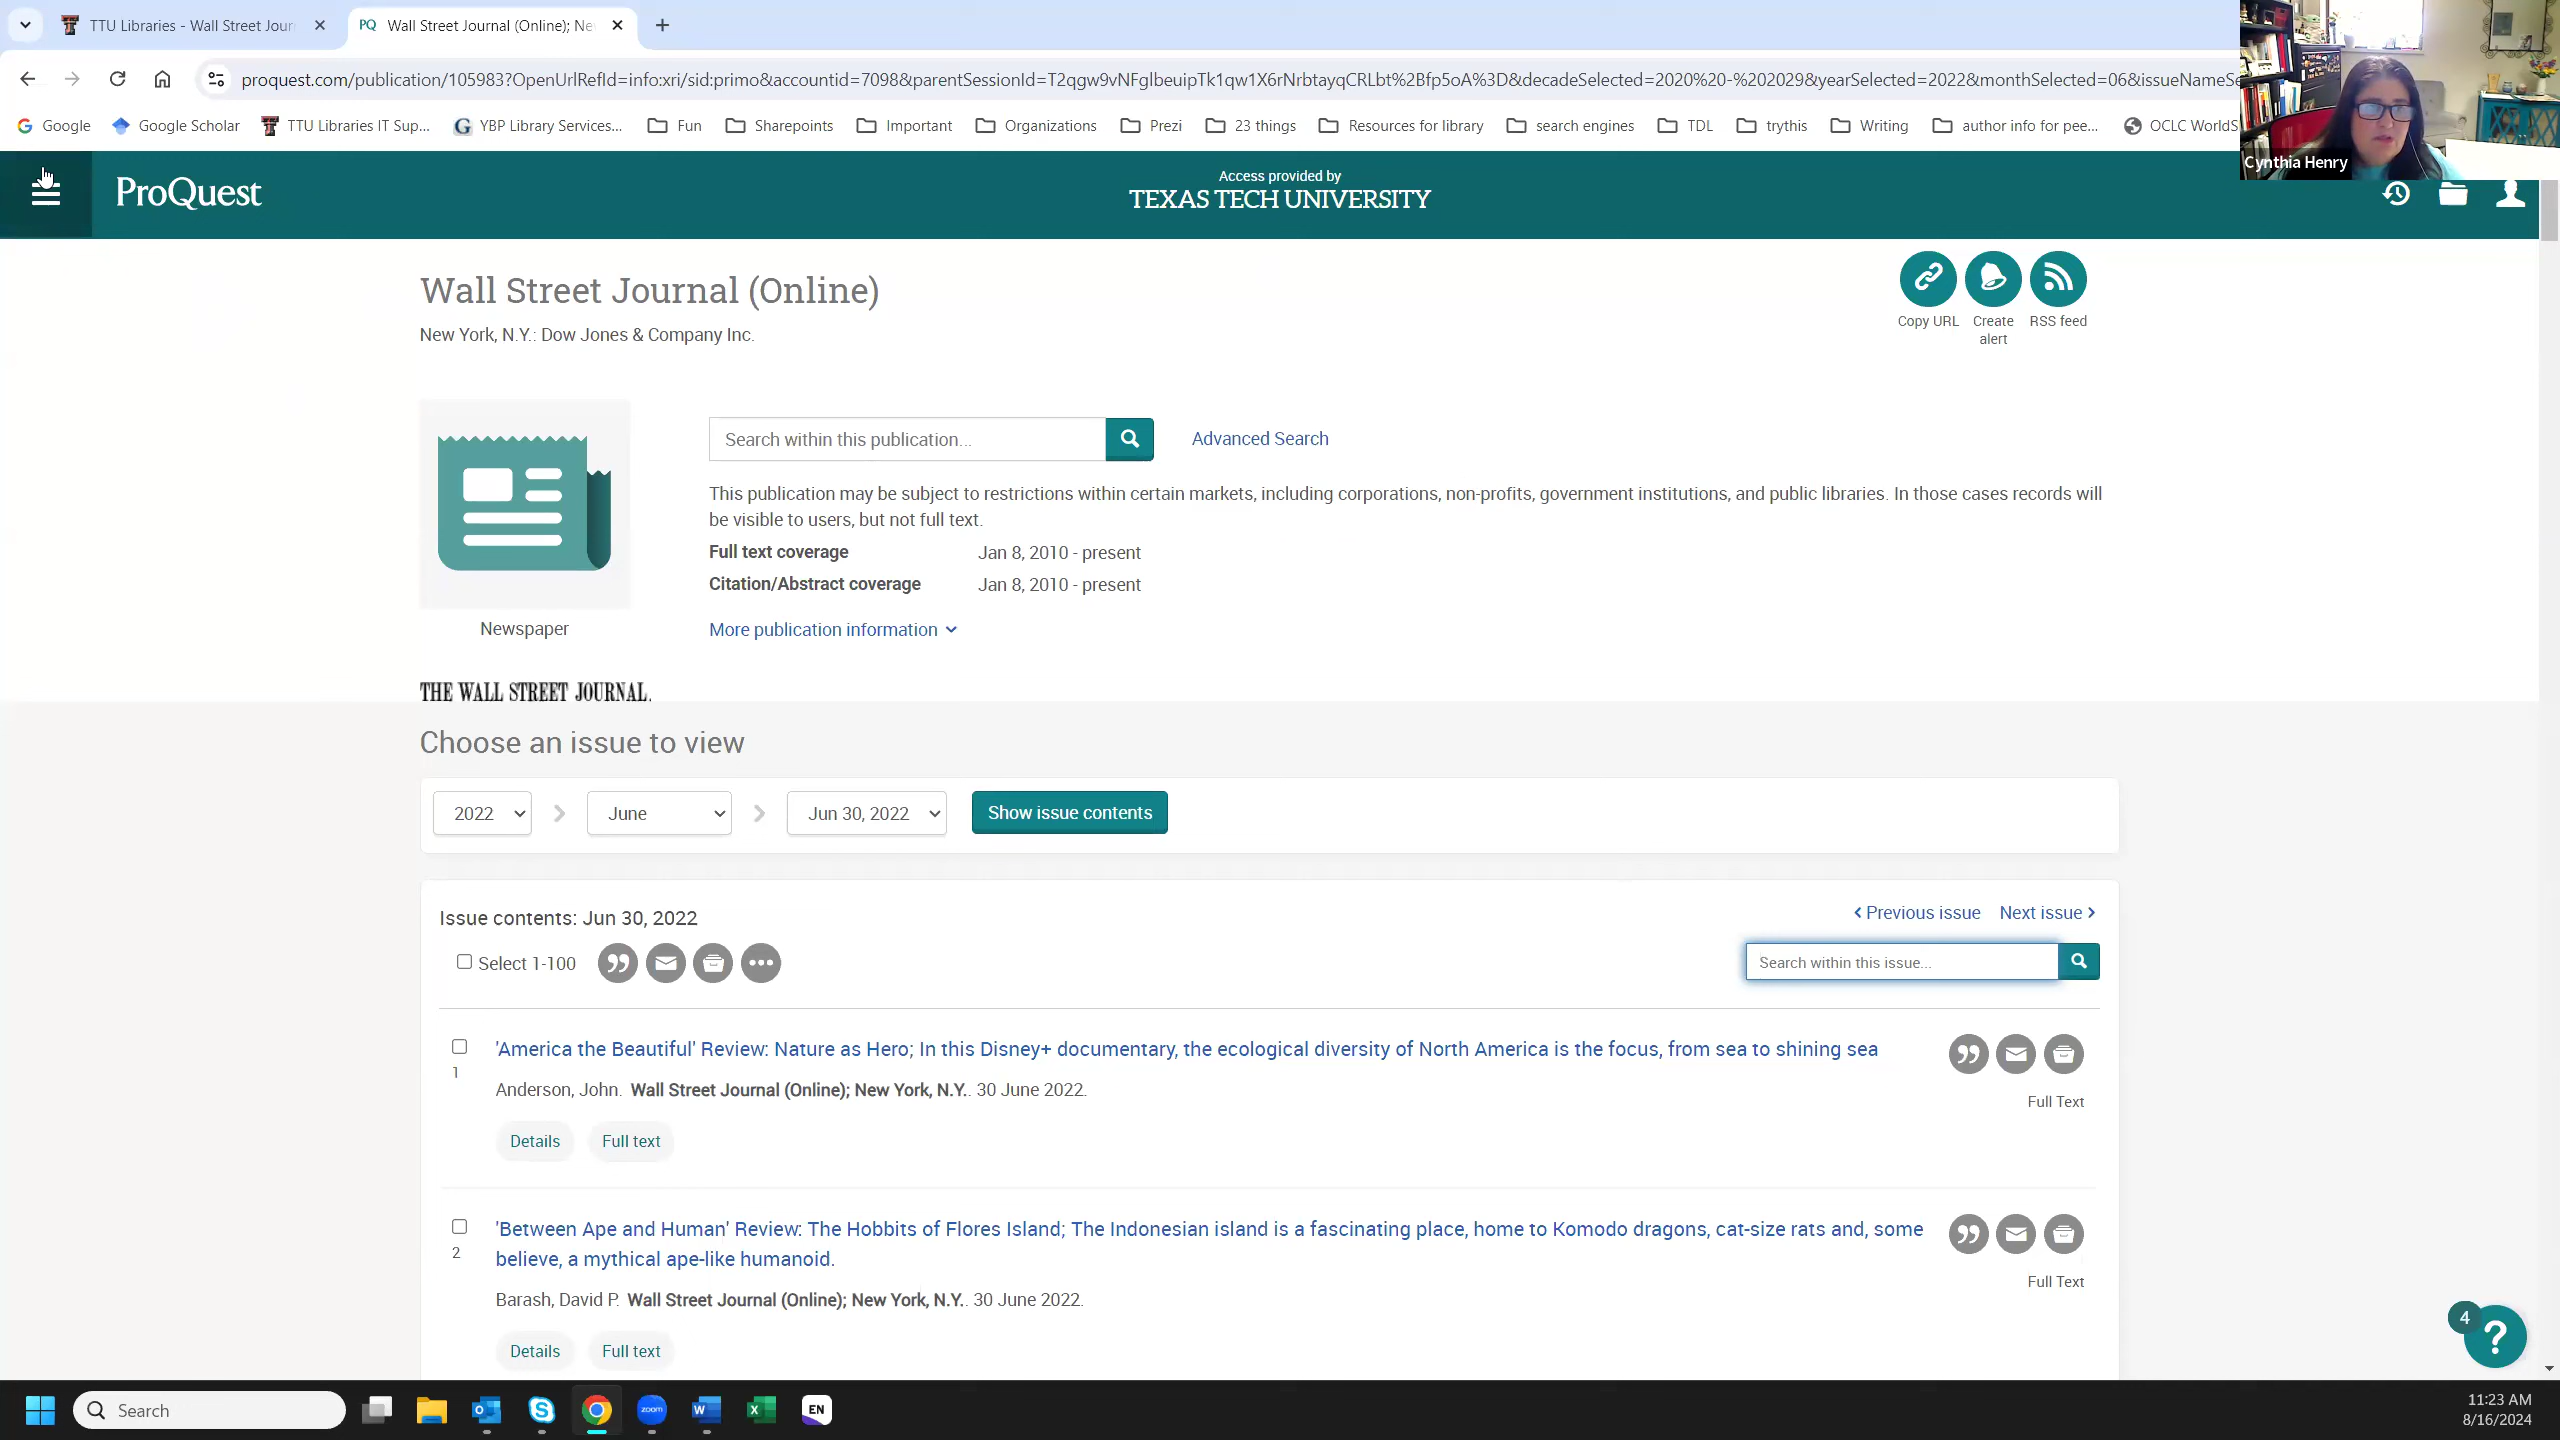 TTU Libraries - Wall Street Jour
PQ Wall Street Journal (Online); Ne
proquest.com/publication/105983?OpenUrlRefId=info:xri/sid:primo&accountid=7098&parentSessionId=T2qgw9vNFglbeuipTk1qw1X6rNrbtayqCRLbt%2Bfp5oA%3D&decadeSelected=2020%20-%202029&yearSelected=2022&monthSelected=06&issueNameSe
Google Google Scholar TTU Libraries IT Sup... YBP Library Services... Fun Sharepoints Important Organizations Prezi 23 things Resources for library search engines TDL trythis Writing author info for pee... OCLC WorldS
Cynthia Henry
ProQuest
Access provided by
TEXAS TECH UNIVERSITY
Wall Street Journal (Online)
New York, N.Y.: Dow Jones & Company Inc.
Copy URL Create alert RSS feed
Search within this publication... Advanced Search
This publication may be subject to restrictions within certain markets, including corporations, non-profits, government institutions, and public libraries. In those cases records will
be visible to users, but not full text.
Full text coverage Jan 8, 2010 - present
Citation/Abstract coverage Jan 8, 2010 - present
Newspaper
More publication information
THE WALL STREET JOURNAL.
Choose an issue to view
2022 June Jun 30, 2022 Show issue contents
Issue contents: Jun 30, 2022
Previous issue Next issue
Select 1-100
Search within this issue...
'America the Beautiful' Review: Nature as Hero; In this Disney+ documentary, the ecological diversity of North America is the focus, from sea to shining sea
1
Anderson, John. Wall Street Journal (Online); New York, N.Y.. 30 June 2022.
Full Text
Details Full text
'Between Ape and Human' Review: The Hobbits of Flores Island; The Indonesian island is a fascinating place, home to Komodo dragons, cat-size rats and, some
2
believe, a mythical ape-like humanoid.
Full Text
Barash, David P. Wall Street Journal (Online); New York, N.Y.. 30 June 2022.
Details Full text
4
?
Search
zoom
EN
11:23 AM
8/16/2024